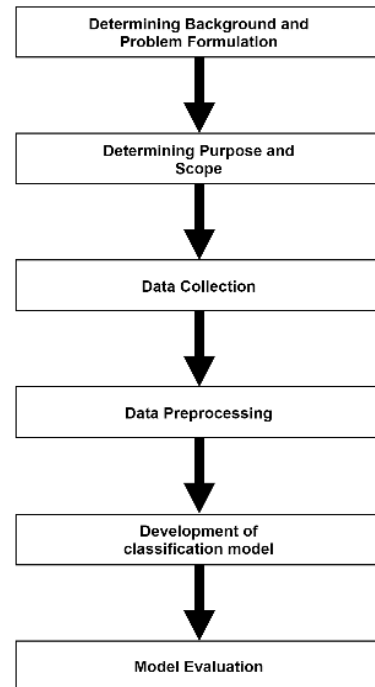 Determining Background and
Problem Formulation
Determining Purpose and
Scope
Data Collection
Data Preprocessing
Development of
classification model
Model Evaluation